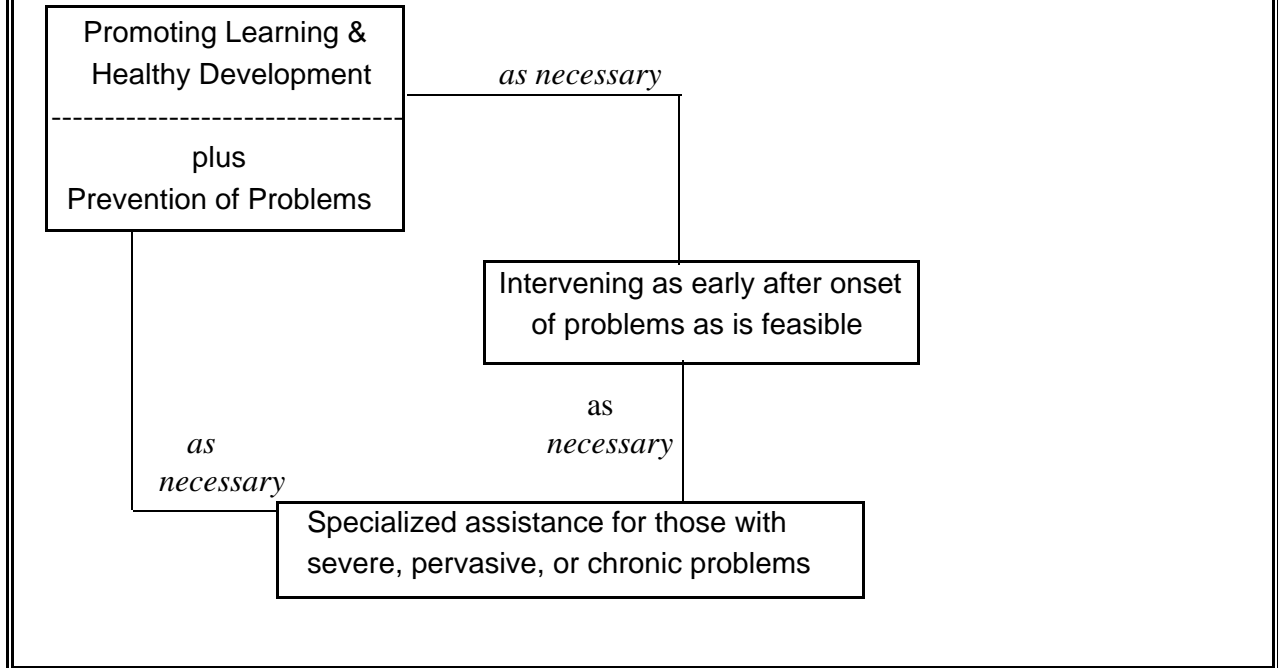 Promoting Learning &
Healthy Development
as necessary
---------------------------------
plus
Prevention of Problems
Intervening as early after onset
of problems as is feasible
as
necessary
as
necessary
Specialized assistance for those with
severe, pervasive, or chronic problems